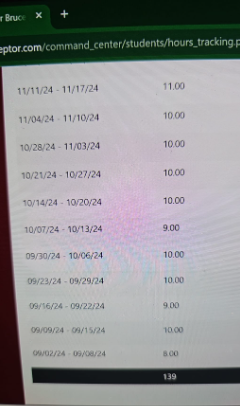 r Bruce × +
eptor.com/command_center/students/hours_tracking.p
11/11/24 - 11/17/24 11.00
11/04/24 - 11/10/24 10.00
10/28/24 - 11/03/24 10.00
10/21/24 - 10/27/24 10.00
10/14/24 - 10/20/24 10.00
10/07/24 - 10/13/24 9.00
09/30/24 - 10/06/24 10.00
09/23/24 - 09/29/24 10.00
09/16/24 - 09/22/24 9.00
09/09/24 - 09/15/24 10.00
09/02/24 - 09/08/24 8.00
139